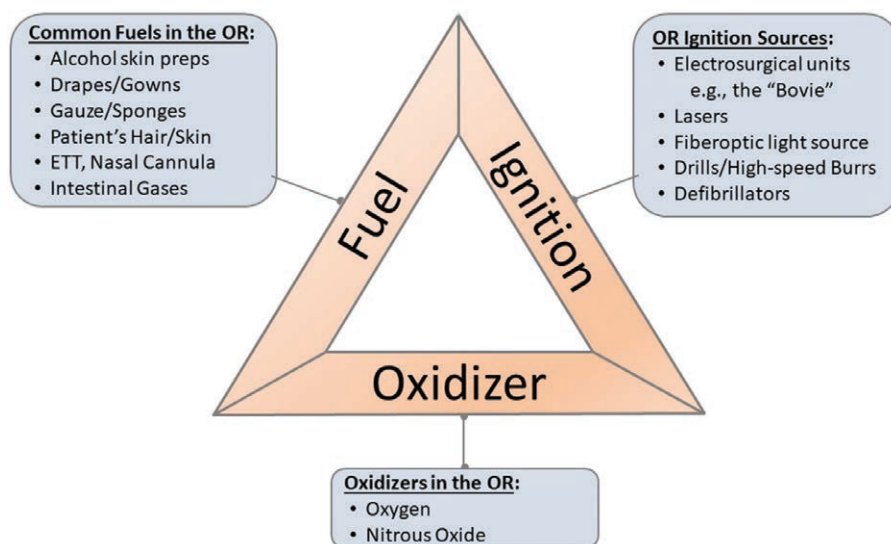 Common Fuels in the OR:
• Alcohol skin preps
• Drapes/Gowns
• Gauze/Sponges
• Patient's Hair/Skin
• ETT, Nasal Cannula
• Intestinal Gases
OR Ignition Sources:
• Electrosurgical units
e.g., the “Bovie”
• Lasers
• Fiberoptic light source
• Drills/High-speed Burrs
• Defibrillators
Fuel
Ignition
Oxidizer
Oxidizers in the OR:
• Oxygen
• Nitrous Oxide